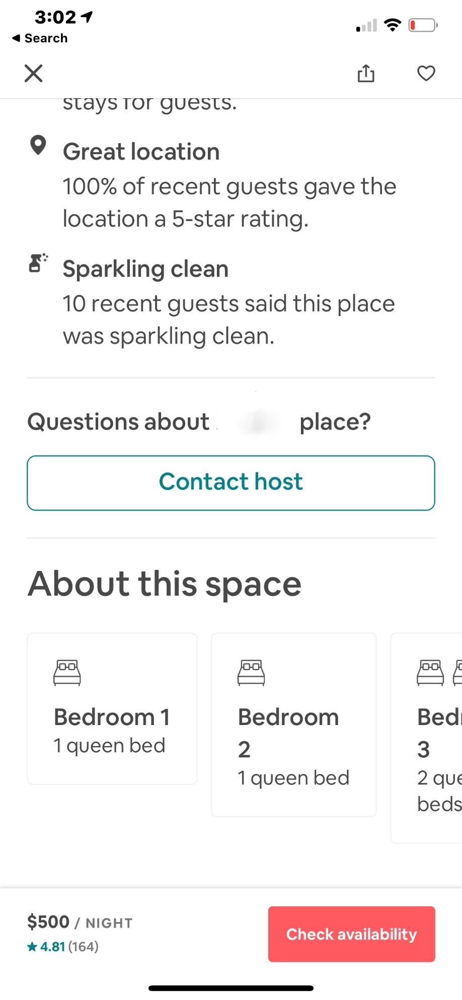 3:02
Search
stays for guests.
Great location
100% of recent guests gave the
location a 5-star rating.
Sparkling clean
10 recent guests said this place
was sparkling clean.
Questions about place?
Contact host
About this space
Bedroom 1
1 queen bed
Bedroom
2
1 queen bed
Bed
3
2 que
beds
$500 / NIGHT
★ 4.81 (164)
Check availability